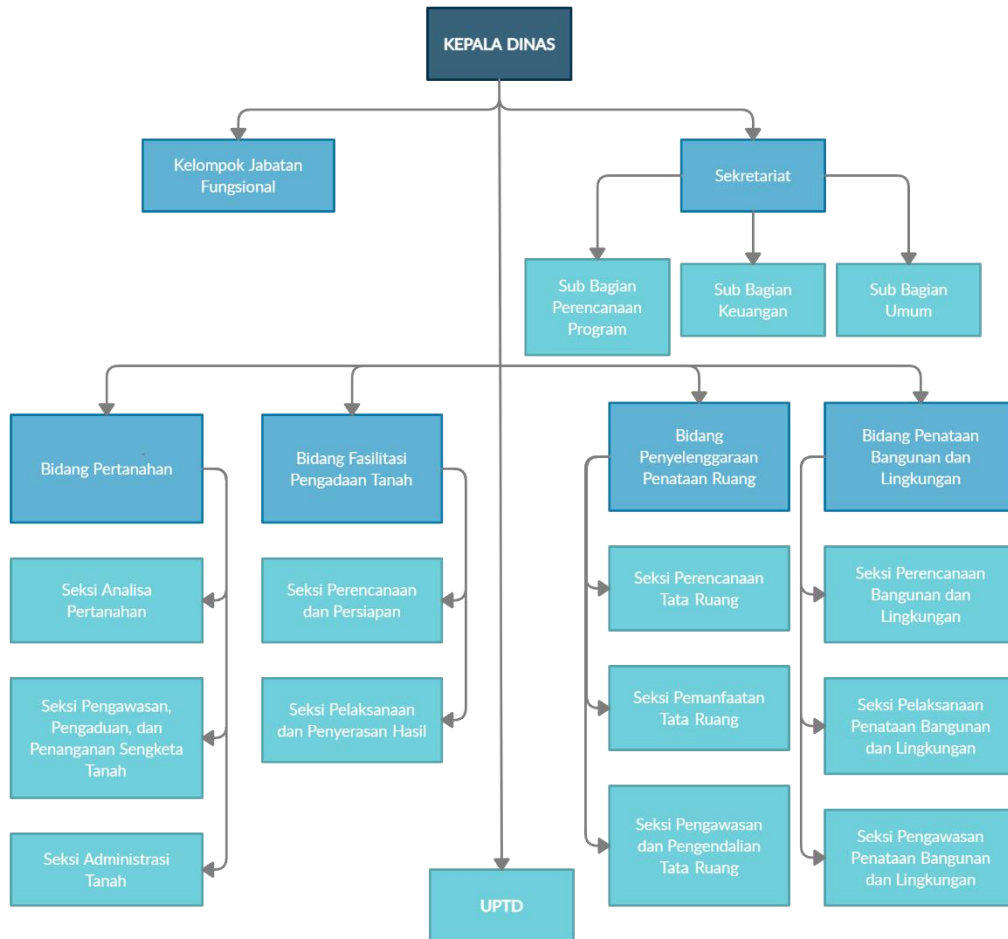 KEPALA DINAS
Kelompok Jabatan
Fungsional
Sekretariat
Sub Bagian
Perencanaan
Program
Sub Bagian
Keuangan
Sub Bagian
Umum
Bidang Pertanahan
Bidang Fasilitasi
Pengadaan Tanah
Bidang
Penyelenggaraan
Penataan Ruang
Bidang Penataan
Bangunan dan
Lingkungan
Seksi Analisa
Pertanahan
Seksi Pengawasan,
Pengaduan, dan
Penanganan Sengketa
Tanah
Seksi Administrasi
Tanah
Seksi Perencanaan
dan Persiapan
Seksi Pelaksanaan
dan Penyerasan Hasil
Seksi Perencanaan
Tata Ruang
Seksi Pemanfaatan
Tata Ruang
Seksi Pengawasan
dan Pengendalian
Tata Ruang
Seksi Perencanaan
Bangunan dan
Lingkungan
Seksi Pelaksanaan
Penataan Bangunan
dan Lingkungan
Seksi Pengawasan
Penataan Bangunan
dan Lingkungan
UPTD